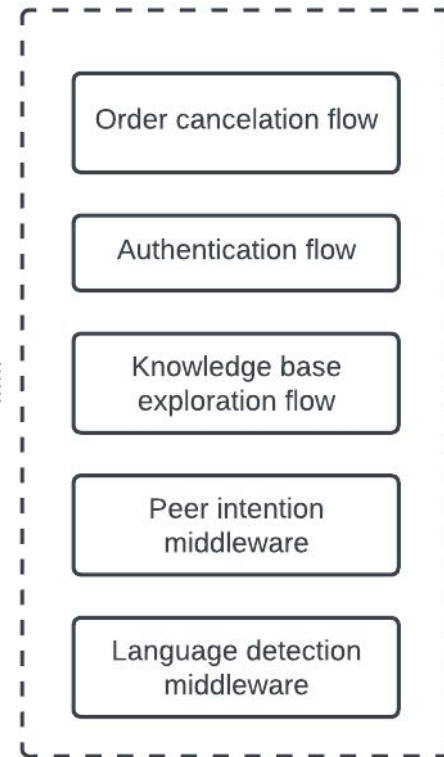 Order cancelation flow
Authentication flow
Knowledge base
exploration flow
Peer intention
middleware
Language detection
middleware